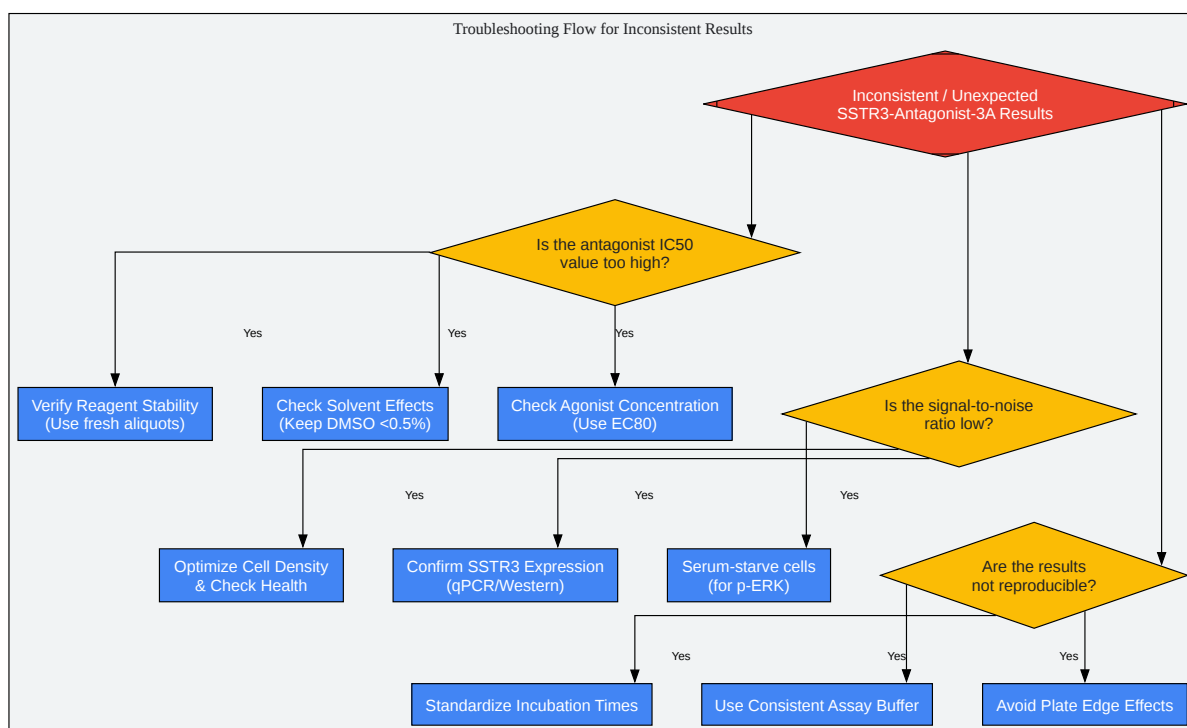 Troubleshooting Flow for Inconsistent Results
Inconsistent / Unexpected
SSTR3-Antagonist-3A Results
Is the antagonist IC50
value too high?
Yes
Yes
Yes
Verify Reagent Stability
(Use fresh aliquots)
Check Solvent Effects
(Keep DMSO <0.5%)
Check Agonist Concentration
(Use EC80)
Is the signal-to-noise
ratio low?
Yes
Yes
Yes
Optimize Cell Density
& Check Health
Confirm SSTR3 Expression
(qPCR/Western)
Serum-starve cells
(for p-ERK)
Are the results
not reproducible?
Yes
Yes
Yes
Standardize Incubation Times
Use Consistent Assay Buffer
Avoid Plate Edge Effects